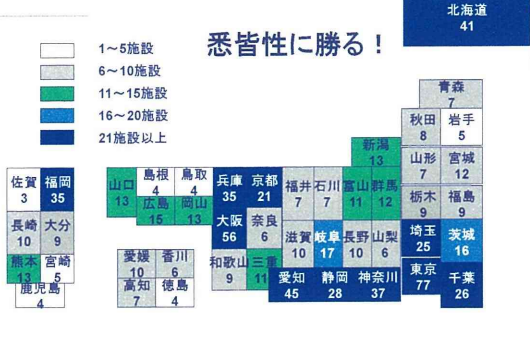 北海道
41
悉皆性に勝る！
1～5施設
6～10施設
11～15施設
16～20施設
21施設以上
青森
7
秋田
8
岩手
5
新潟
13
山形
7
宮城
12
佐賀
3
福岡
35
山口
13
島根
4
鳥取
4
兵庫
35
京都
21
福井
7
石川
7
富山
11
群馬
12
栃木
9
福島
9
広島
15
岡山
13
長崎
10
大分
9
大阪
56
奈良
6
滋賀
10
岐阜
17
長野
10
山梨
6
埼玉
25
茨城
16
熊本
13
宮崎
5
愛媛
10
香川
6
和歌山
9
三重
11
愛知
45
静岡
28
神奈川
37
東京
77
千葉
26
鹿児島
4
高知
7
徳島
4